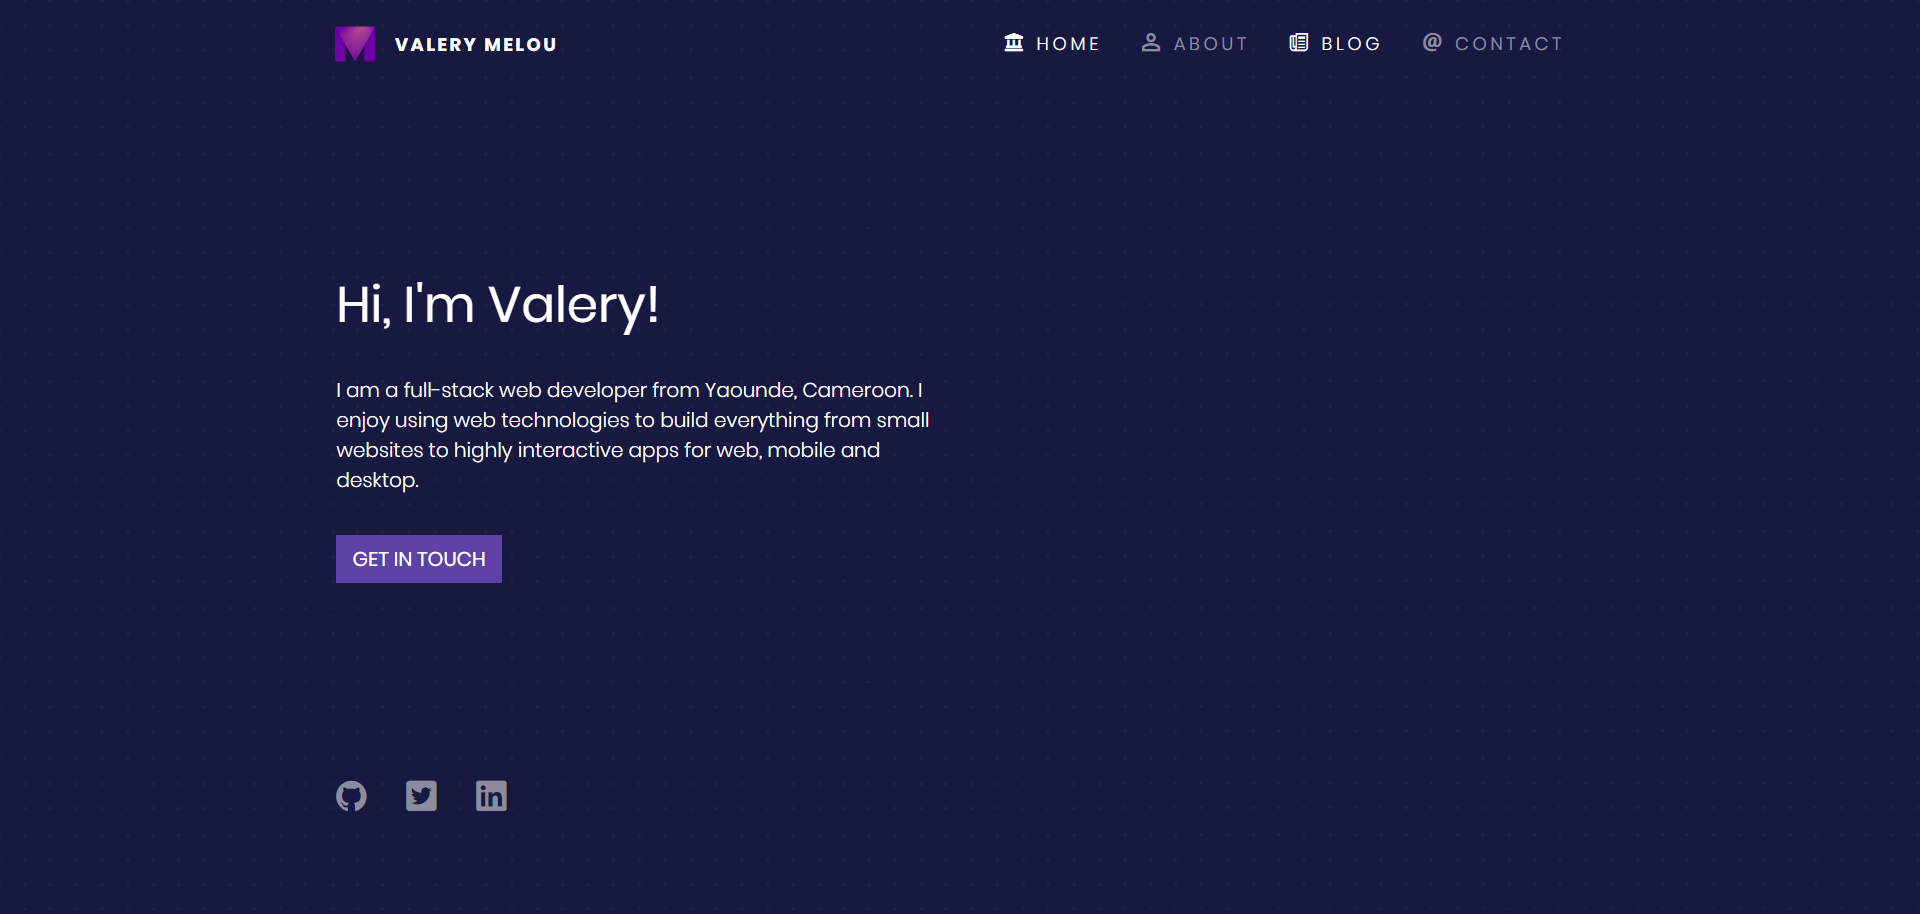 VALERY MELOU
HOME
ABOUT
BLOG
CONTACT
Hi, I'm Valery!
I am a full-stack web developer from Yaounde, Cameroon. I
enjoy using web technologies to build everything from small
websites to highly interactive apps for web, mobile and
desktop.
GET IN TOUCH